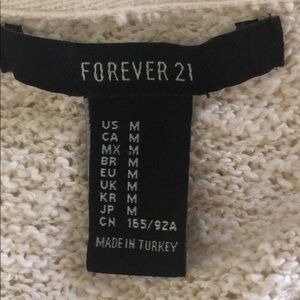 FOREVER 21
US M
CA M
MX M
BR M
EU M
UK M
KR M
JP M
CN 165/92A
MADE IN TURKEY